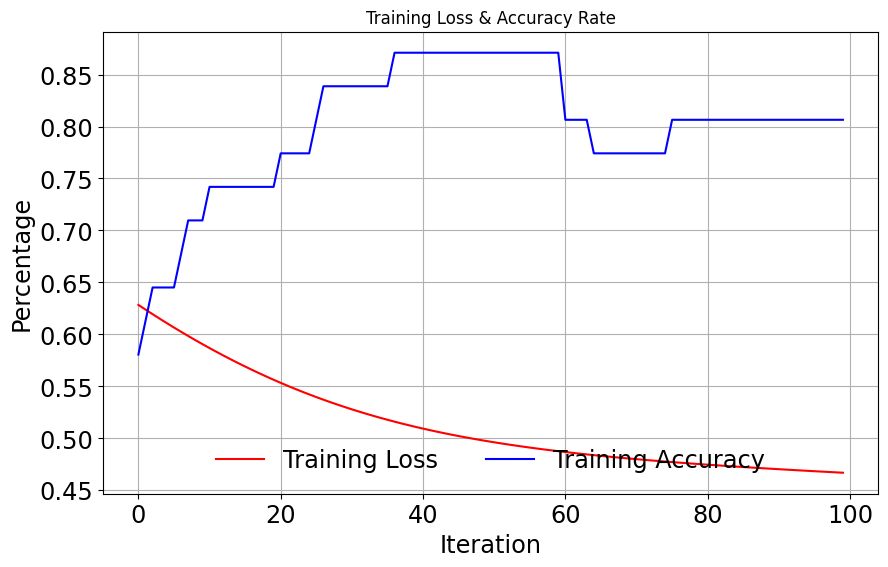 Training Loss & Accuracy Rate
Percentage
0.85
0.80
0.75
0.70
0.65
0.60
0.55
0.50
0.45
Training Loss
Training Accuracy
0 20 40 60 80 100
Iteration